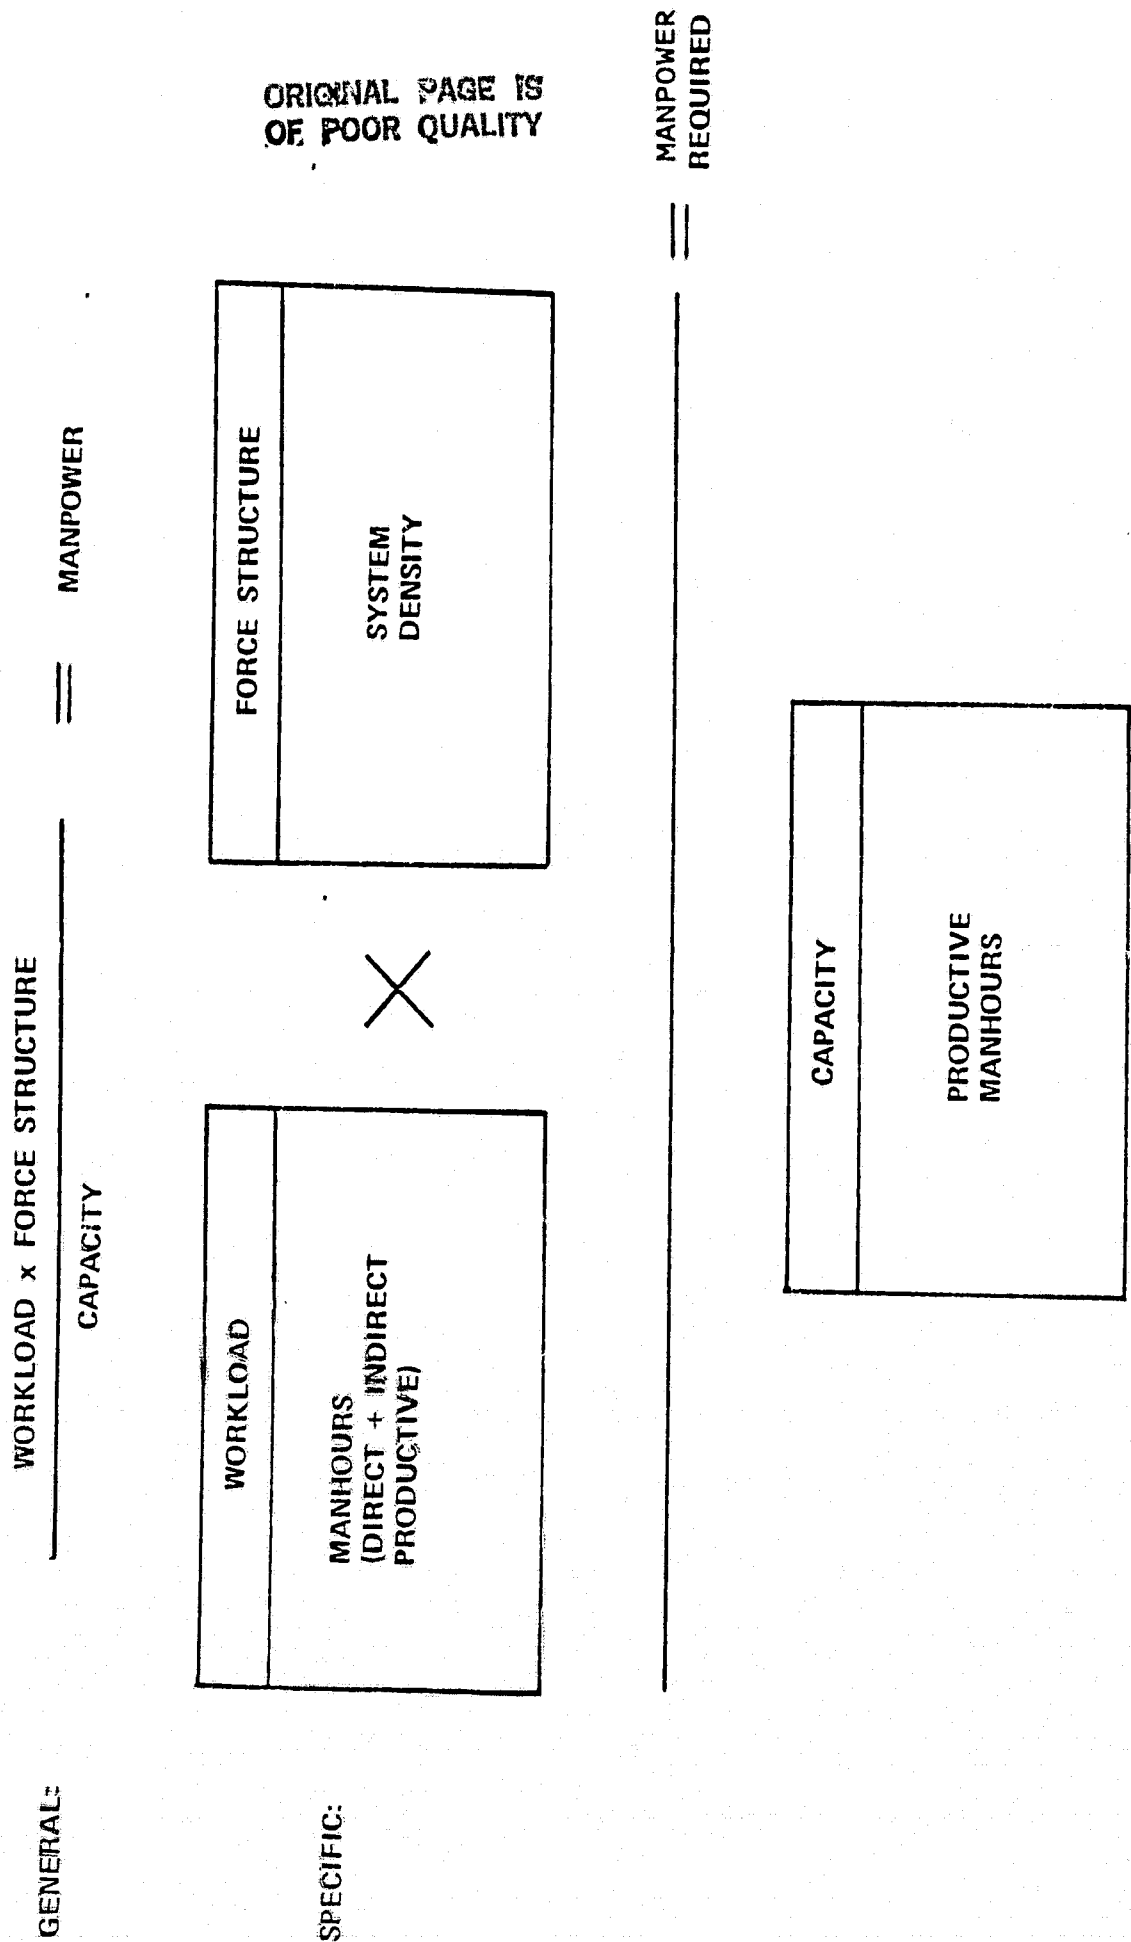 GENERAL:
WORKLOAD x FORCE STRUCTURE
CAPACITY
=
MANPOWER
ORIGINAL PAGE IS
OF POOR QUALITY
SPECIFIC:
WORKLOAD
MANHOURS
(DIRECT + INDIRECT
PRODUCTIVE)
X
FORCE STRUCTURE
SYSTEM
DENSITY
=
MANPOWER
REQUIRED
CAPACITY
PRODUCTIVE
MANHOURS